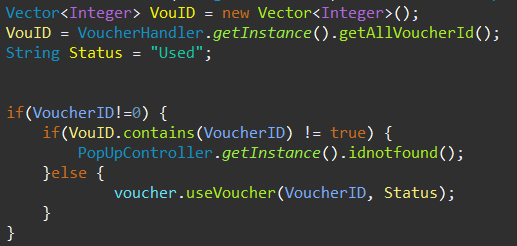 Vector<Integer> VouID = new Vector<Integer>();
VouID = VoucherHandler.getInstance().getAllVoucherId();
String Status = "Used";
if(VoucherID!=0) {
if(VouID.contains(VoucherID) != true) {
PopUpController.getInstance().idnotfound();
}else {
voucher.useVoucher(VoucherID, Status);
}
}